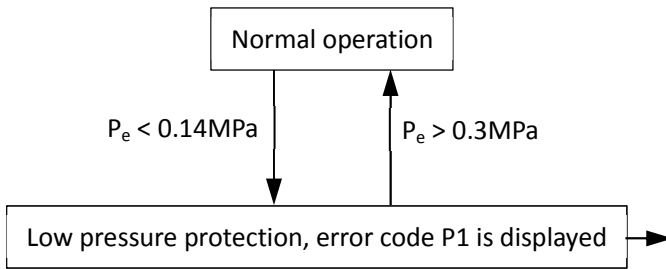 Normal operation
Pₑ < 0.14MPa
Pₑ > 0.3MPa
Low pressure protection, error code P1 is displayed